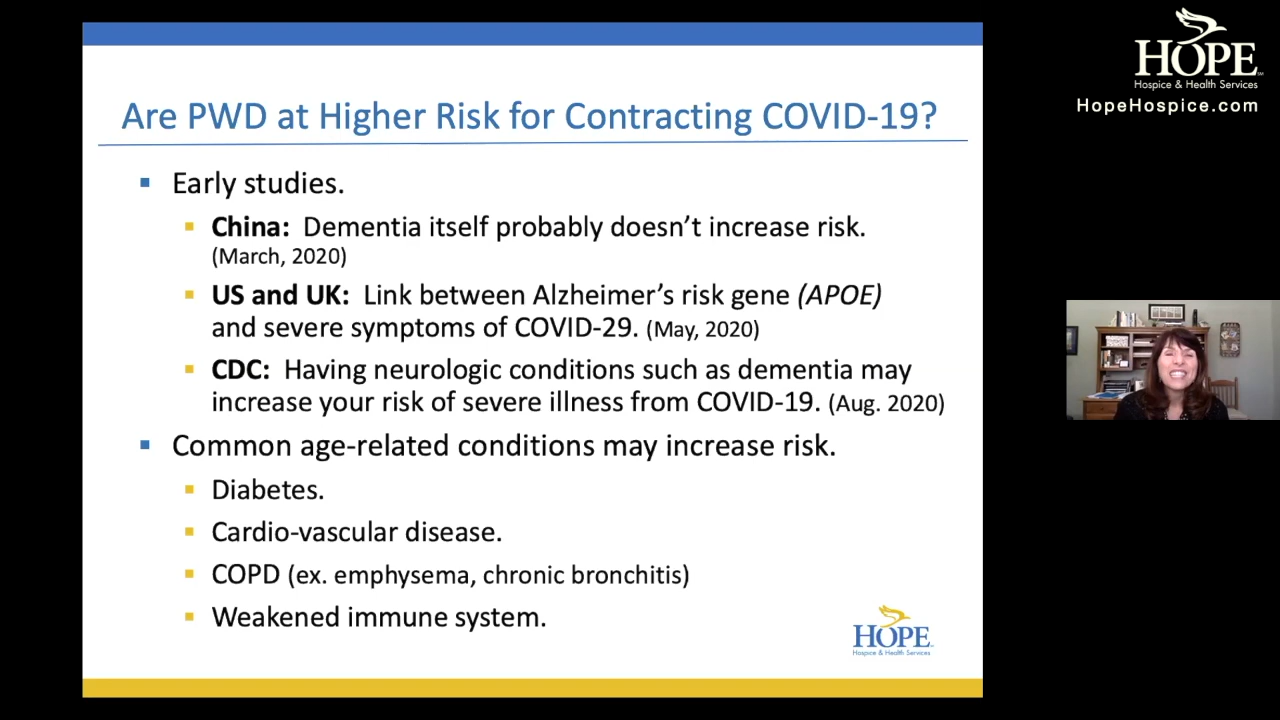 HOPE
Hospice & Health Services
HopeHospice.com
Are PWD at Higher Risk for Contracting COVID-19?
Early studies.
China: Dementia itself probably doesn’t increase risk.
(March, 2020)
US and UK: Link between Alzheimer’s risk gene (APOE)
and severe symptoms of COVID-29. (May, 2020)
CDC: Having neurologic conditions such as dementia may
increase your risk of severe illness from COVID-19. (Aug. 2020)
Common age-related conditions may increase risk.
Diabetes.
Cardio-vascular disease.
COPD (ex. emphysema, chronic bronchitis)
Weakened immune system.
HOPE
Hospice & Health Services